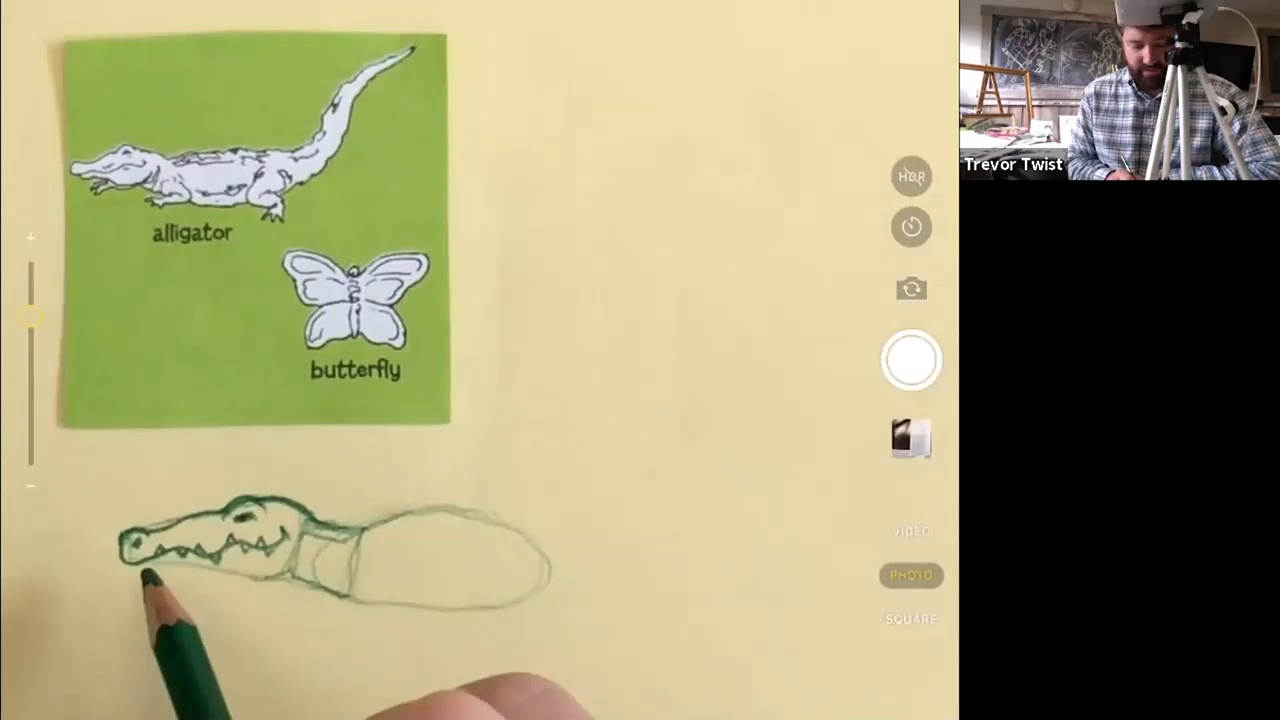 alligator
butterfly
HDR
Trevor Twist
VIDEO
PHOTO
SQUARE